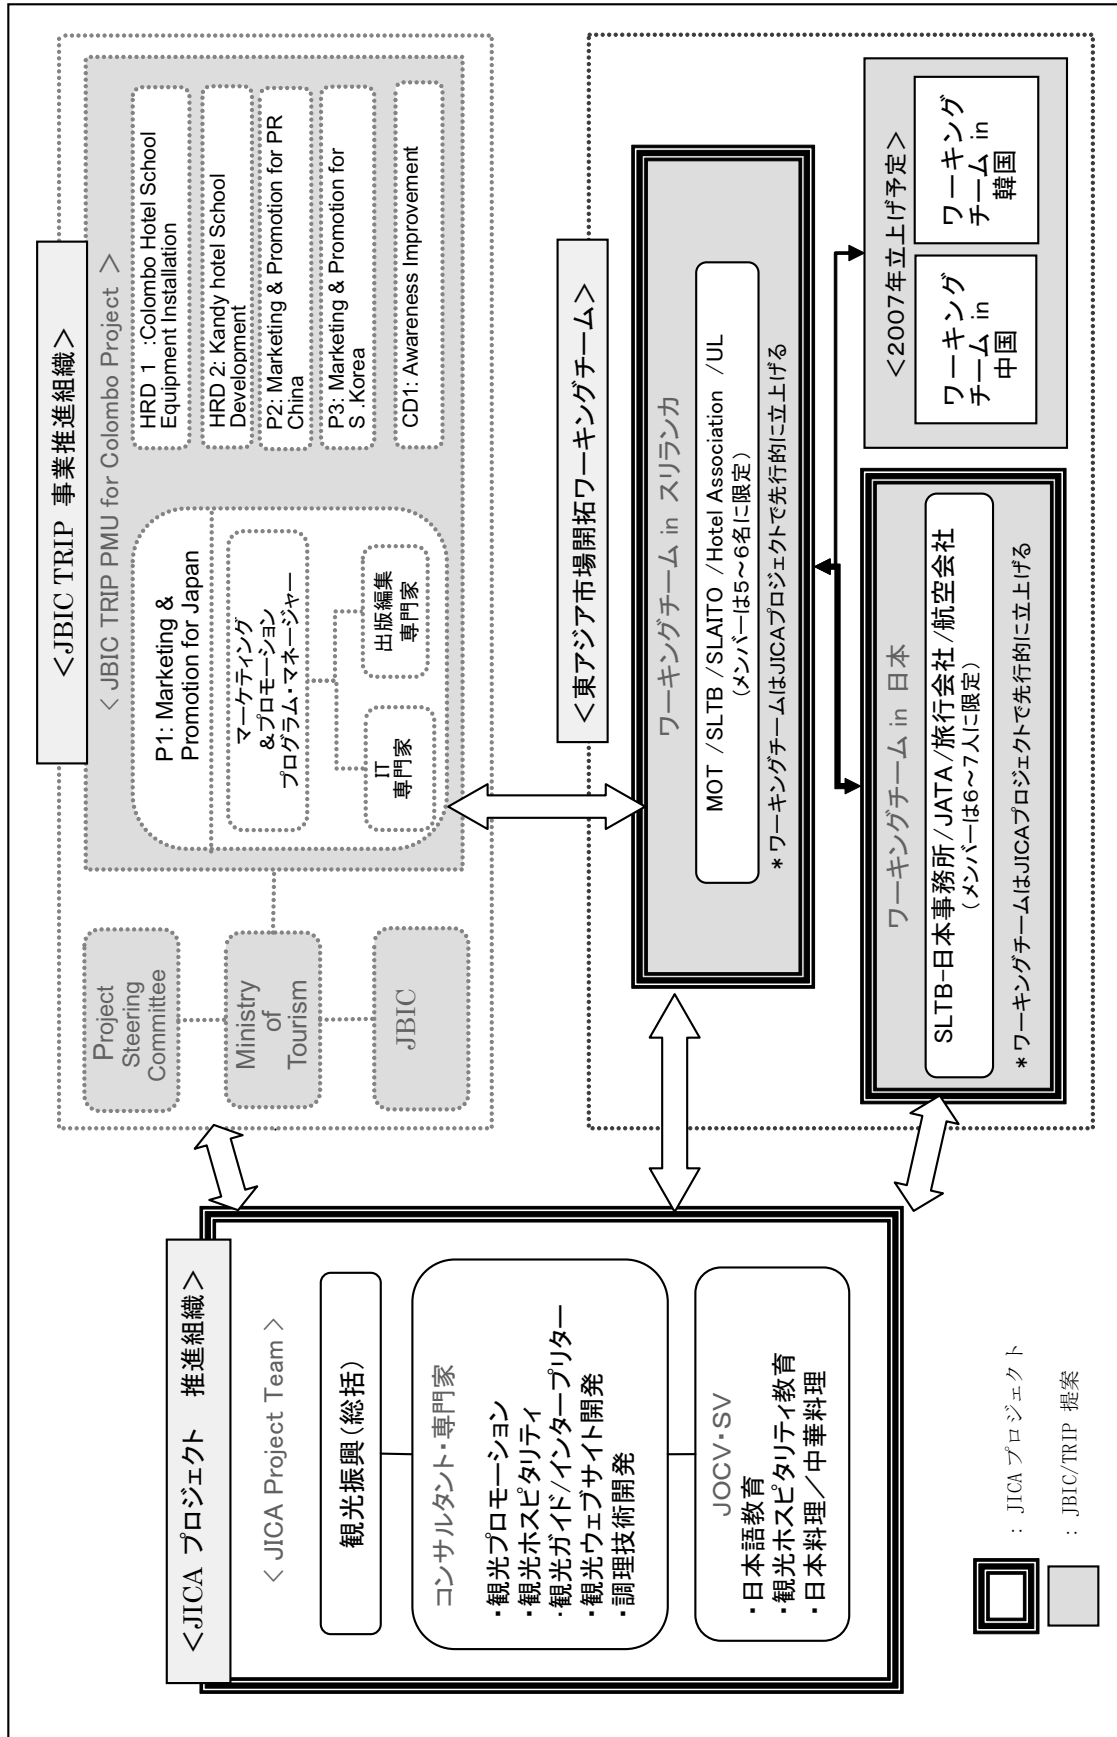 ＜JICA プロジェクト　推進組織＞
＜ JICA Project Team ＞
観光振興（総括）
コンサルタント・専門家
・観光プロモーション
・観光ホスピタリティ
・観光ガイド/インタープリター
・観光ウェブサイト開発
・調理技術開発
JOCV・SV
・日本語教育
・観光ホスピタリティ教育
・日本料理／中華料理
：JICA プロジェクト
：JBIC/TRIP 提案
＜JBIC TRIP 事業推進組織＞
Project
Steering
Committee
Ministry
of
Tourism
JBIC
＜ JBIC TRIP PMU for Colombo Project ＞
P1: Marketing &
Promotion for Japan
マーケティング
&プロモーション
プログラム・マネージャー
IT
専門家
出版編集
専門家
HRD 1 :Colombo Hotel School
Equipment Installation
HRD 2: Kandy hotel School
Development
P2: Marketing & Promotion for PR
China
P3: Marketing & Promotion for
S .Korea
CD1: Awareness Improvement
＜東アジア市場開拓ワーキングチーム＞
ワーキングチーム in スリランカ
MOT /SLTB /SLAITO /Hotel Association /UL
（メンバーは5～6名に限定）
＊ワーキングチームはJICAプロジェクトで先行的に立上げる
ワーキングチーム in 日本
SLTB-日本事務所/JATA/旅行会社/航空会社
（メンバーは6～7人に限定）
＊ワーキングチームはJICAプロジェクトで先行的に立上げる
＜2007年立上げ予定＞
ワーキング
チーム in
中国
ワーキング
チーム in
韓国